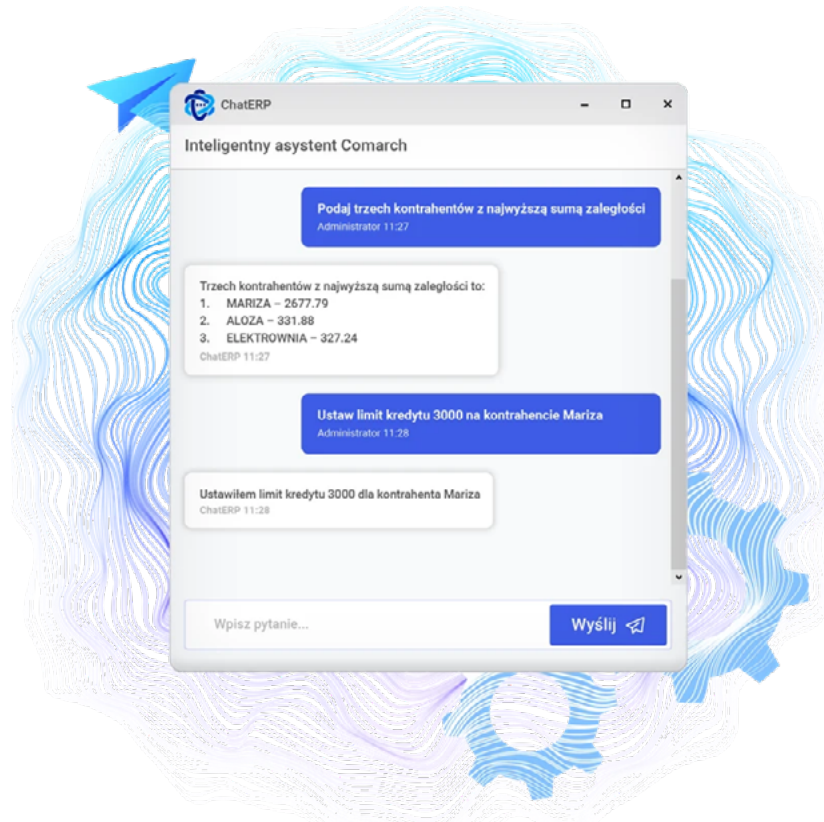 ChatERP
Inteligentny asystent Comarch
Podaj trzech kontrahentów z najwyższą sumą zaległości
Administrator 11:27
Trzech kontrahentów z najwyższą sumą zaległości to:
1. MARIZA – 2677.79
2. ALOZA – 331.88
3. ELEKTROWNIA – 327.24
ChatERP 11:27
Ustaw limit kredytu 3000 na kontrahencie Mariza
Administrator 11:28
Ustawiłem limit kredytu 3000 dla kontrahenta Mariza
ChatERP 11:28
Wpisz pytanie...
Wyślij